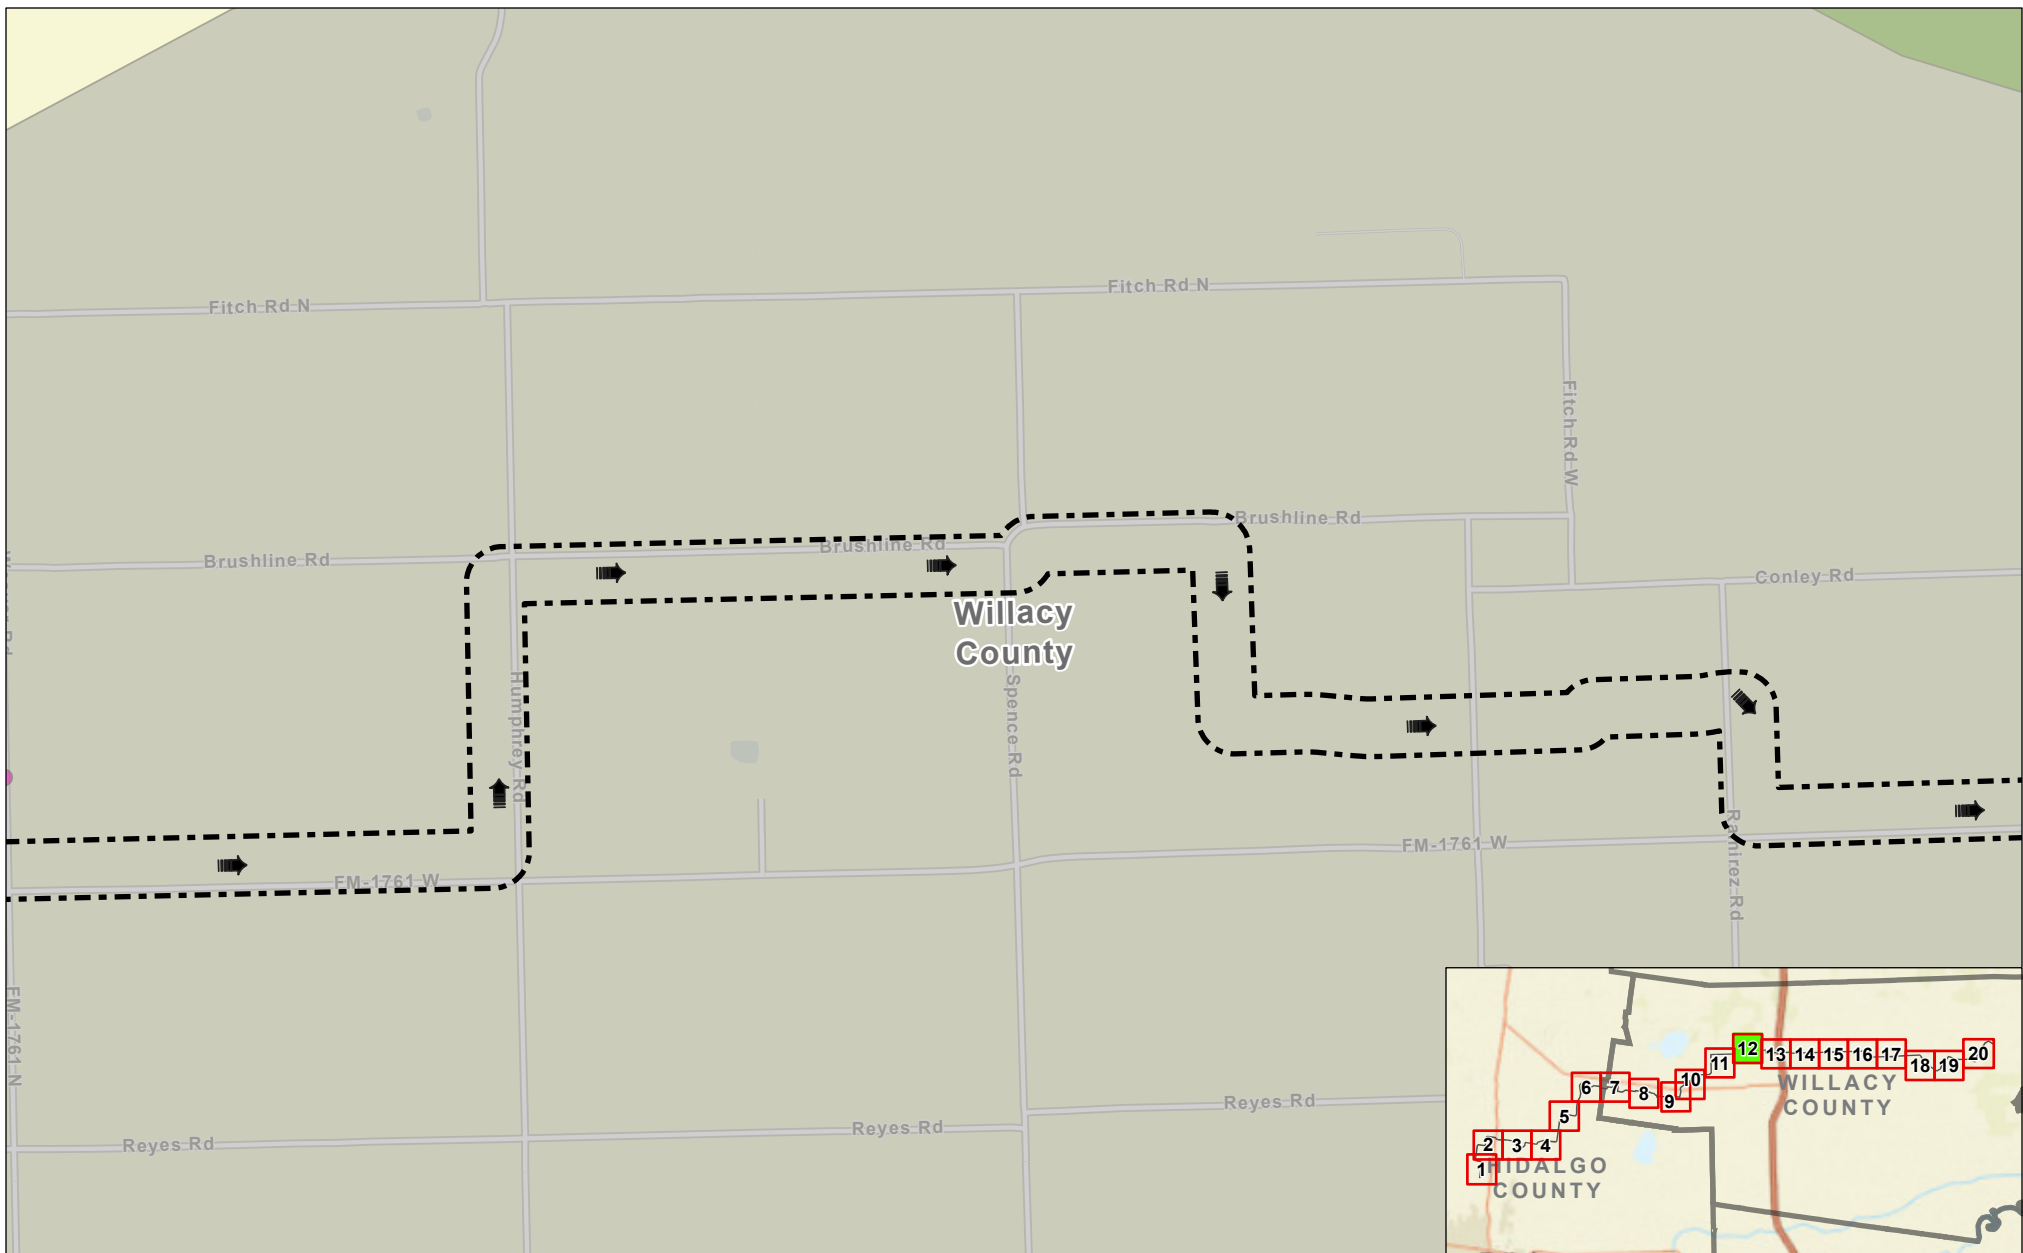 Fitch Rd N
Fitch Rd N
Fitch Rd W
Brushline Rd
Brushline Rd
Brushline Rd
Conley Rd
Willacy
County
Humphrey Rd
Spence Rd
FM-1761 W
FM-1761 W
Ramirez Rd
FM-1761 N
Reyes Rd
Reyes Rd
Reyes Rd
1
2
3
4
5
6
7
8
9
10
11
12
13
14
15
16
17
18
19
20
WILLACY
COUNTY
HIDALGO
COUNTY